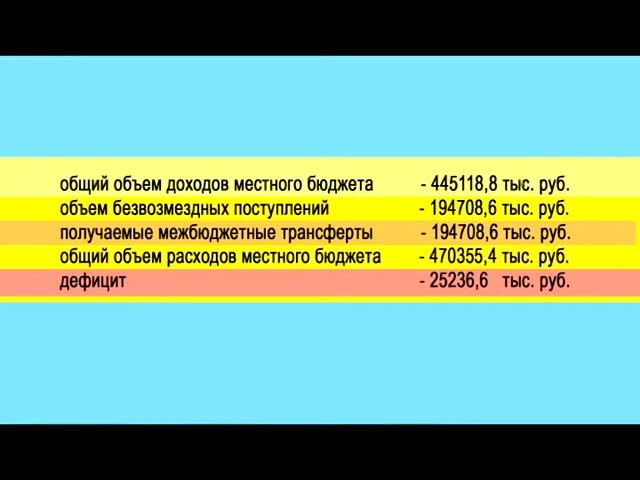 общий объем доходов местного бюджета - 445118,8 тыс. руб.
объем безвозмездных поступлений - 194708,6 тыс. руб.
получаемые межбюджетные трансферты - 194708,6 тыс. руб.
общий объем расходов местного бюджета - 470355,4 тыс. руб.
дефицит - 25236,6 тыс. руб.